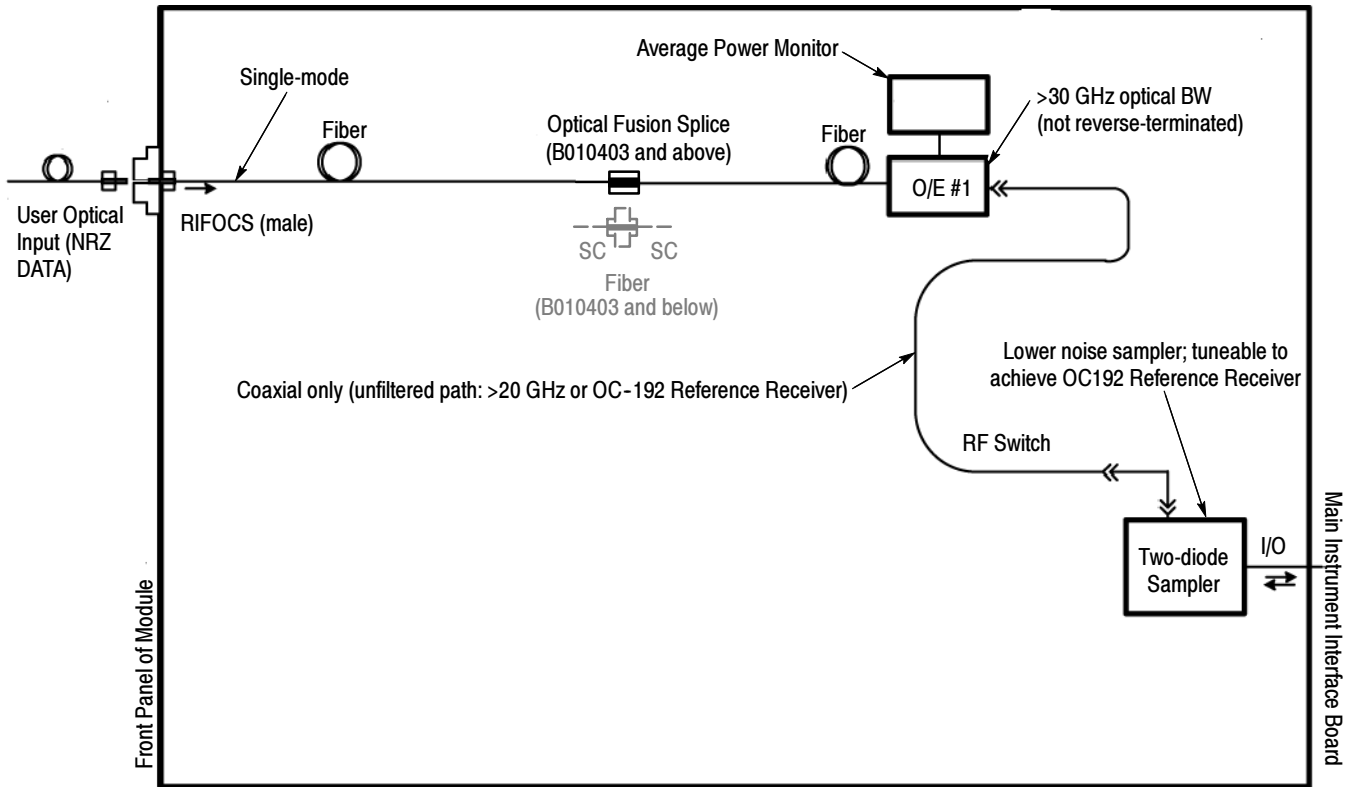 Average Power Monitor
Single-mode
>30 GHz optical BW
(not reverse-terminated)
Fiber
Optical Fusion Splice
(B010403 and above)
Fiber
O/E #1
User Optical
Input (NRZ
DATA)
RIFOCS (male)
SC
SC
Fiber
(B010403 and below)
Coaxial only (unfiltered path: >20 GHz or OC-192 Reference Receiver)
Lower noise sampler; tuneable to
achieve OC192 Reference Receiver
RF Switch
Two-diode
Sampler
I/O
Front Panel of Module
Main Instrument Interface Board